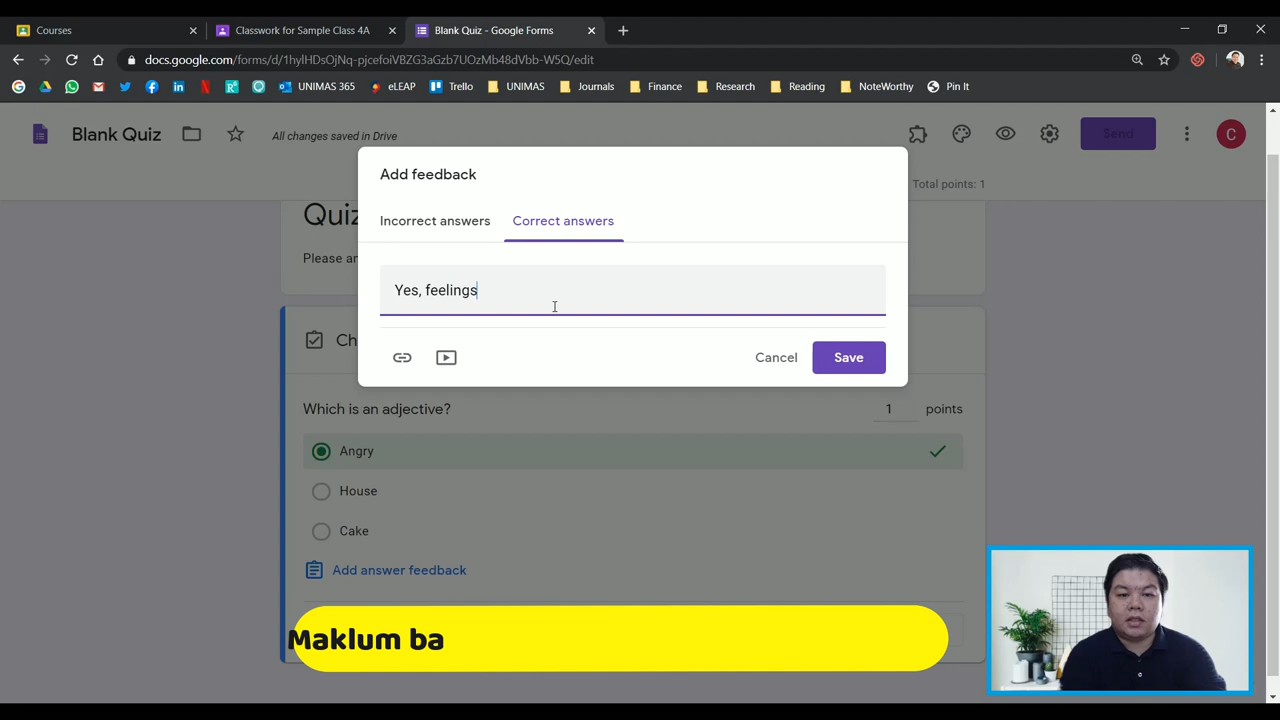 Courses
Classwork for Sample Class 4A
Blank Quiz - Google Forms
docs.google.com/forms/d/1hylHDsOjNq-pjcefoiVBZG3aGzb7UOzMb48dVbb-W5Q/edit
UNIMAS 365
eLEAP
Trello
UNIMAS
Journals
Finance
Research
Reading
NoteWorthy
Pin It
Blank Quiz
All changes saved in Drive
Send
C
Total points: 1
Add feedback
Incorrect answers
Correct answers
Quiz
Please an
Yes, feelings
Ch
Cancel
Save
Which is an adjective?
1 points
Angry
House
Cake
Add answer feedback
Maklum ba